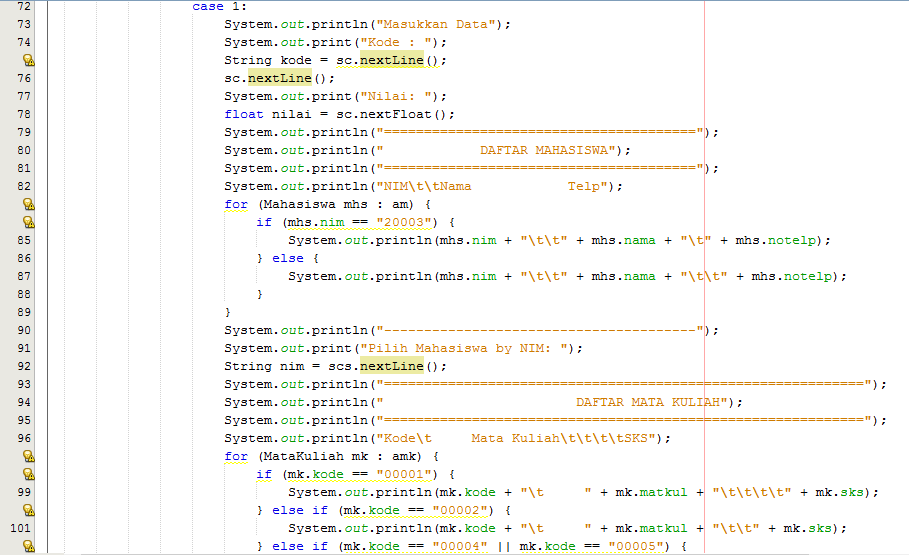 72 case 1:
73 System.out.println("Masukkan Data");
74 System.out.print("Kode : ");
String kode = sc.nextLine();
76 sc.nextLine();
77 System.out.print("Nilai: ");
78 float nilai = sc.nextFloat();
79 System.out.println("=======================================");
80 System.out.println("            DAFTAR MAHASISWA");
81 System.out.println("=======================================");
82 System.out.println("NIM\t\tNama            Telp");
for (Mahasiswa mhs : am) {
if (mhs.nim == "20003") {
85 System.out.println(mhs.nim + "\t\t" + mhs.nama + "\t" + mhs.notelp);
86 } else {
87 System.out.println(mhs.nim + "\t\t" + mhs.nama + "\t\t" + mhs.notelp);
88 }
89 }
90 System.out.println("---------------------------------------");
91 System.out.print("Pilih Mahasiswa by NIM: ");
92 String nim = scs.nextLine();
93 System.out.println("============================================================");
94 System.out.println("                        DAFTAR MATA KULIAH");
95 System.out.println("============================================================");
96 System.out.println("Kode\t     Mata Kuliah\t\t\t\tSKS");
for (MataKuliah mk : amk) {
if (mk.kode == "00001") {
99 System.out.println(mk.kode + "\t     " + mk.matkul + "\t\t\t\t" + mk.sks);
} else if (mk.kode == "00002") {
101 System.out.println(mk.kode + "\t     " + mk.matkul + "\t\t" + mk.sks);
} else if (mk.kode == "00004" || mk.kode == "00005") {